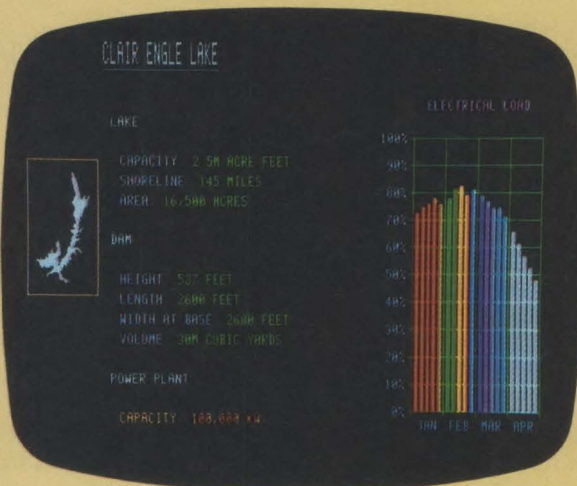 CLAIR ENGLE LAKE
LAKE
CAPACITY 2.5M ACRE FEET
SHORELINE 145 MILES
AREA 16,500 ACRES
DAM
HEIGHT 537 FEET
LENGTH 2600 FEET
WIDTH AT BASE 2600 FEET
VOLUME 30M CUBIC YARDS
POWER PLANT
CAPACITY 100,000 KW
ELECTRICAL LOAD
100%
90%
80%
70%
60%
50%
40%
30%
20%
10%
0%
JAN FEB MAR APR